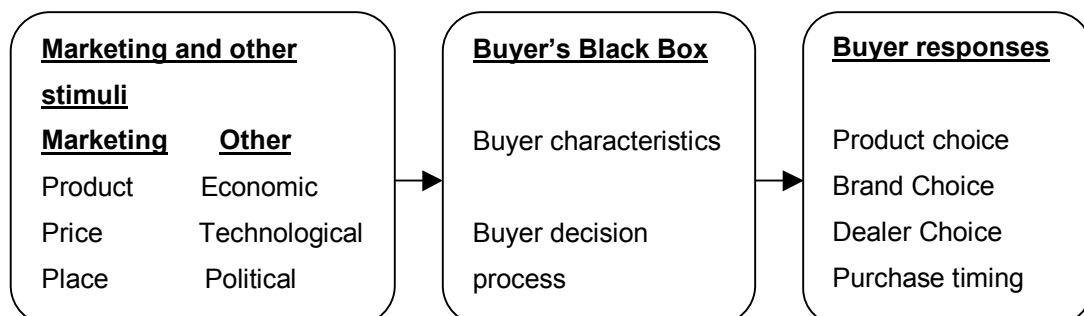 Marketing and other
stimuli
Marketing Other
Product Economic
Price Technological
Place Political
Buyer’s Black Box
Buyer characteristics
Buyer decision
process
Buyer responses
Product choice
Brand Choice
Dealer Choice
Purchase timing